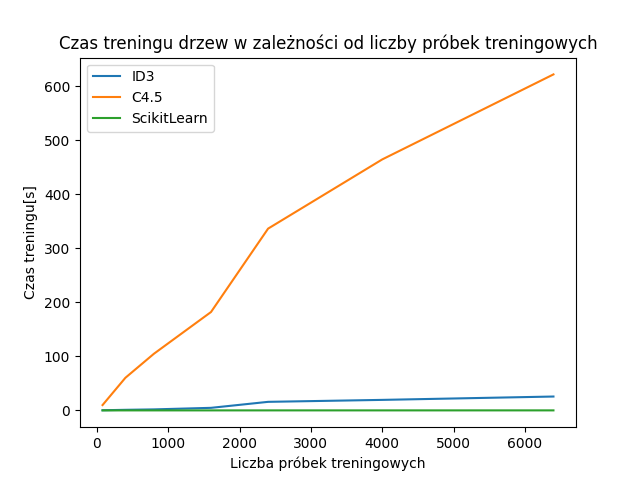 Czas treningu drzew w zależności od liczby próbek treningowych
ID3
C4.5
ScikitLearn
Czas treningu[s]
600
500
400
300
200
100
0
0 1000 2000 3000 4000 5000 6000
Liczba próbek treningowych